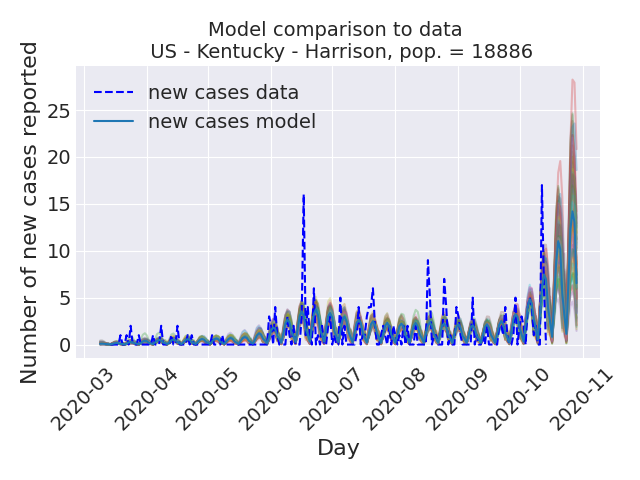 Model comparison to data
US - Kentucky - Harrison, pop. = 18886
new cases data
new cases model
Number of new cases reported
25
20
15
10
5
0
2020-03
2020-04
2020-05
2020-06
2020-07
2020-08
2020-09
2020-10
2020-11
Day